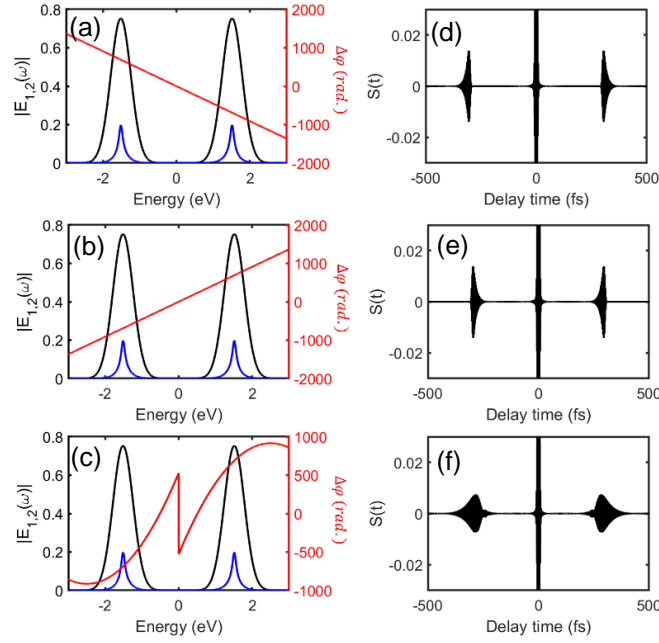 (a)
0.8
0.6
0.4
0.2
0
|E1,2(ω)|
2000
1000
0
-1000
-2000
Δφ (rad.)
-2 0 2
Energy (eV)
(d)
0.02
0
-0.02
S(t)
-500 0 500
Delay time (fs)
(b)
0.8
0.6
0.4
0.2
0
|E1,2(ω)|
2000
1000
0
-1000
-2000
Δφ (rad.)
-2 0 2
Energy (eV)
(e)
0.02
0
-0.02
S(t)
-500 0 500
Delay time (fs)
(c)
0.8
0.6
0.4
0.2
0
|E1,2(ω)|
1000
500
0
-500
-1000
Δφ (rad.)
-2 0 2
Energy (eV)
(f)
0.02
0
-0.02
S(t)
-500 0 500
Delay time (fs)